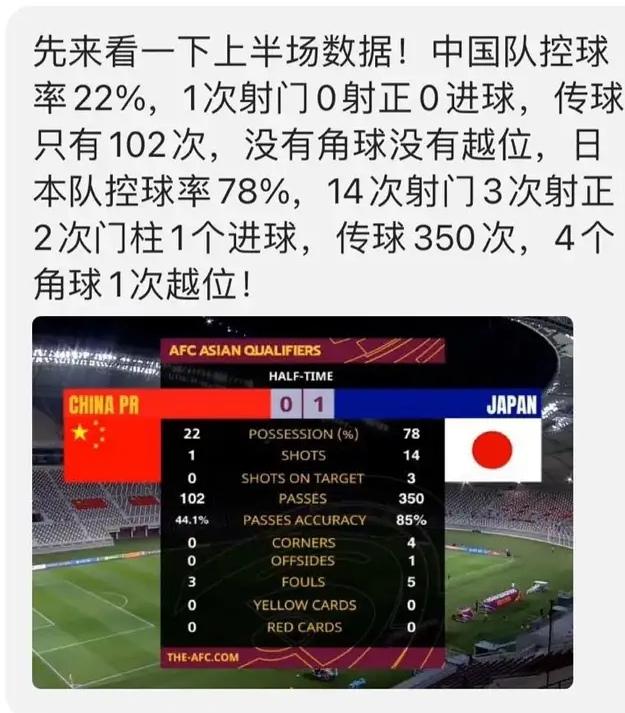 先来看一下上半场数据！中国队控球
率22%，1次射门0射正0进球，传球
只有102次，没有角球没有越位，日
本队控球率78%，14次射门3次射正
2次门柱1个进球，传球350次，4个
角球1次越位！
AFC ASIAN QUALIFIERS
HALF-TIME
CHINA PR 0 1 JAPAN
22 POSSESSION (%) 78
1 SHOTS 14
0 SHOTS ON TARGET 3
102 PASSES 350
44.1% PASSES ACCURACY 85%
0 CORNERS 4
0 OFFSIDES 1
3 FOULS 5
0 YELLOW CARDS 0
0 RED CARDS 0
THE-AFC.COM